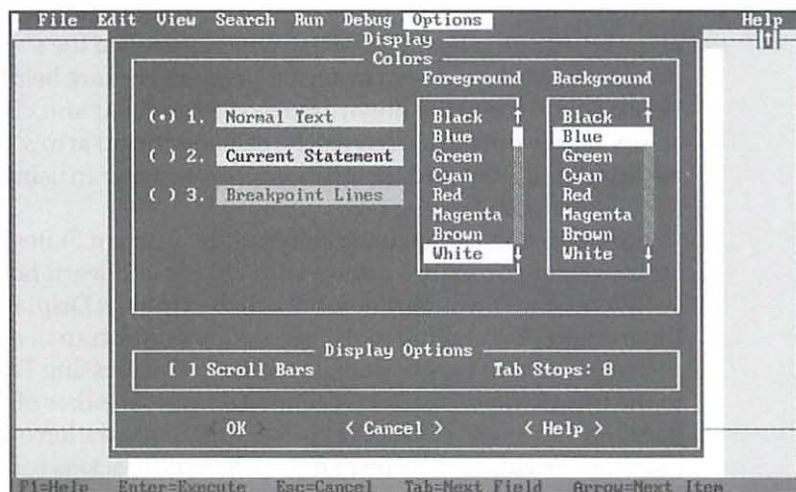 File Edit View Search Run Debug Options Help
Display
Colors
Foreground Background
(•) 1. Normal Text
( ) 2. Current Statement
( ) 3. Breakpoint Lines
Black ↑ Black ↑
Blue Blue
Green Green
Cyan Cyan
Red Red
Magenta Magenta
Brown Brown
White ↓ White ↓
Display Options
[ ] Scroll Bars Tab Stops: 8
< OK > < Cancel > < Help >
F1=Help Enter=Execute Esc=Cancel Tab=Next Field Arrow=Next Item